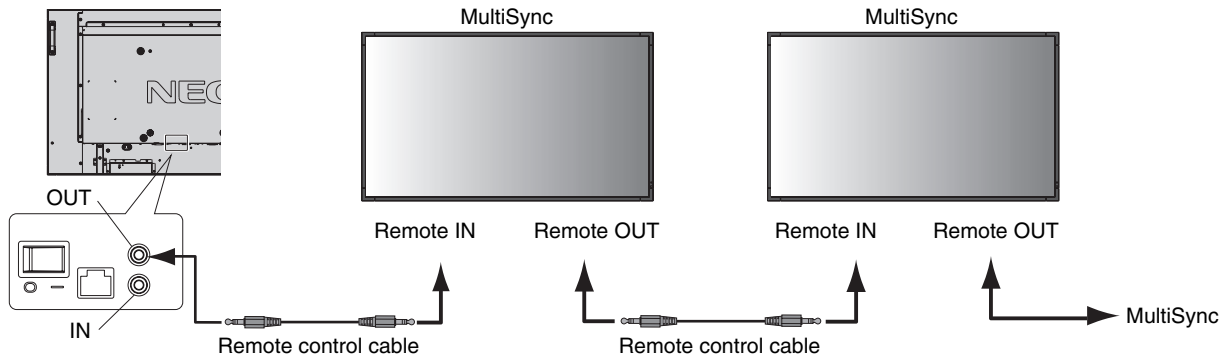 MultiSync
MultiSync
NEC
OUT
Remote IN
Remote OUT
Remote IN
Remote OUT
IN
Remote control cable
Remote control cable
MultiSync